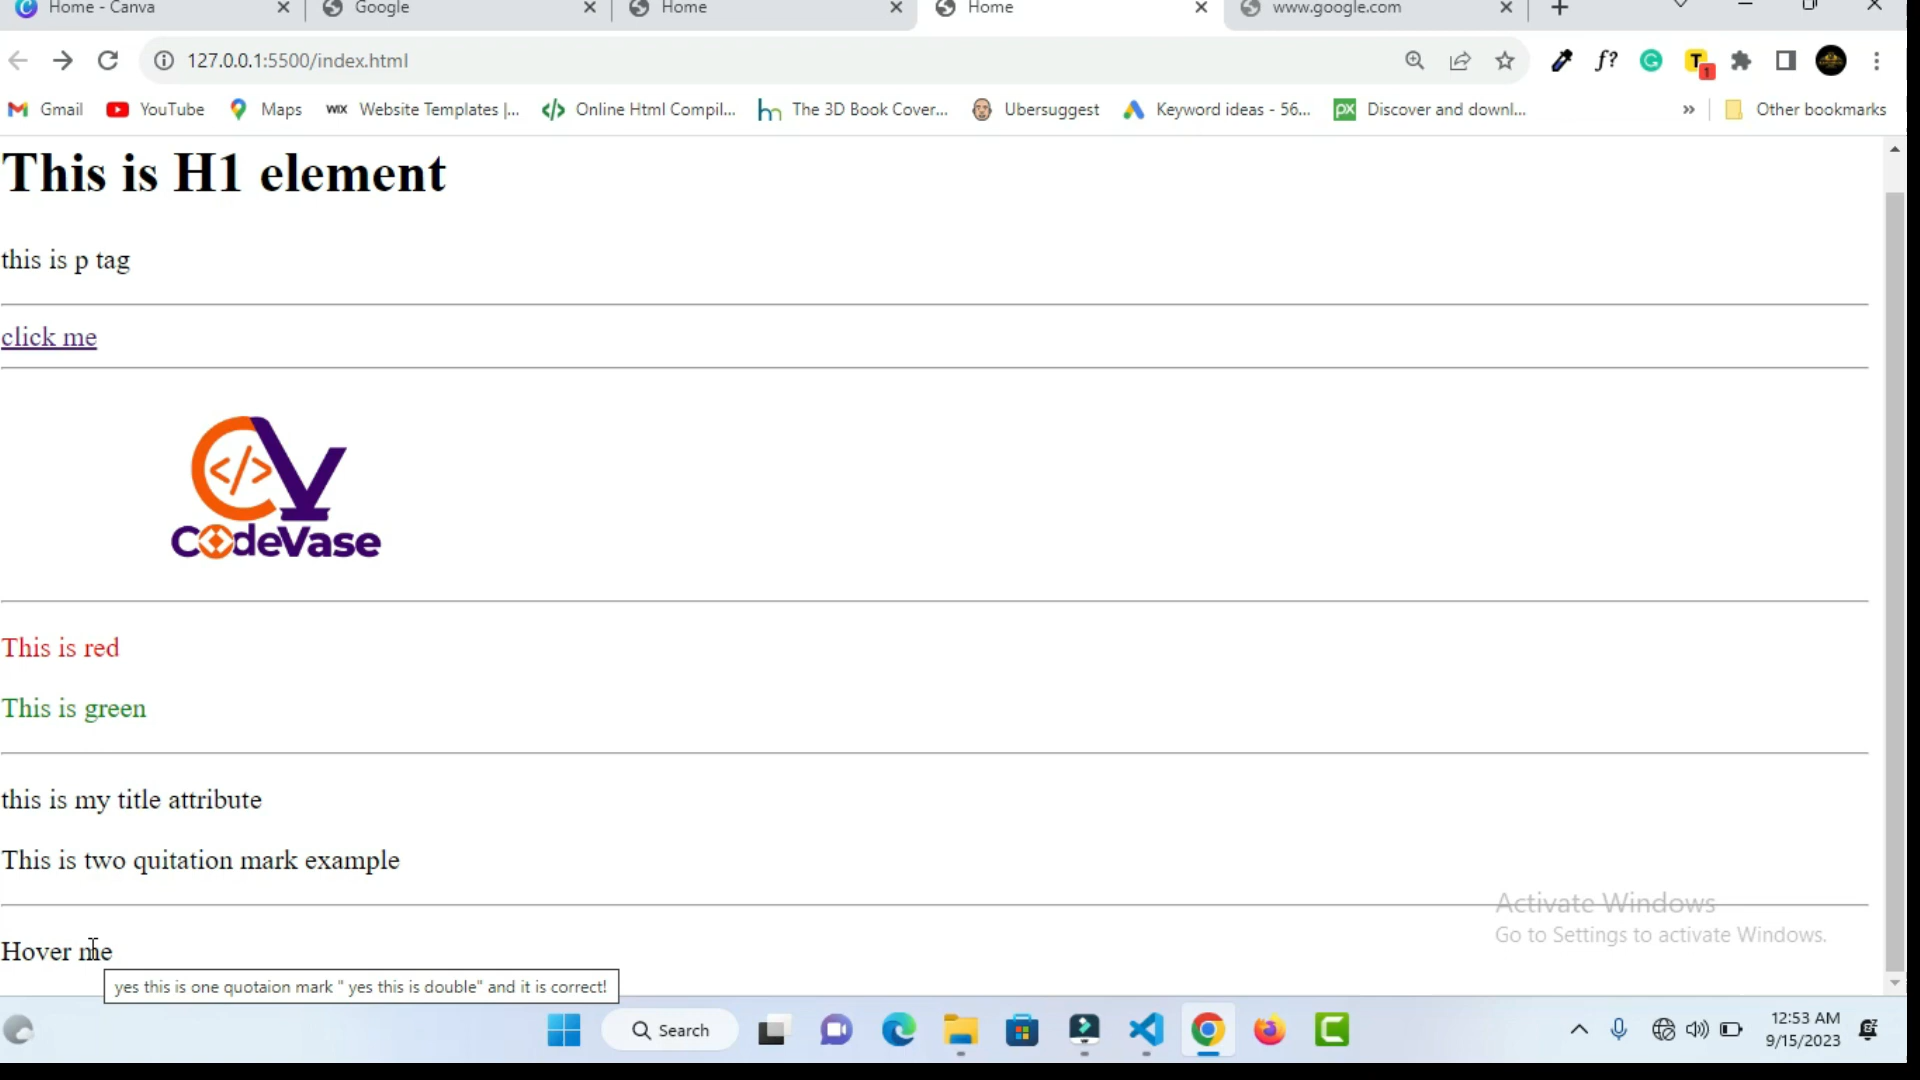 Home - Canva
Google
Home
Home
www.google.com
127.0.0.1:5500/index.html
f?
T
1
Gmail
YouTube
Maps
WIX
Website Templates |...
Online Html Compil...
The 3D Book Cover...
Ubersuggest
Keyword ideas - 56...
px
Discover and downl...
Other bookmarks
This is H1 element
this is p tag
click me
</>
CodeVase
This is red
This is green
this is my title attribute
This is two quitation mark example
Activate Windows
Go to Settings to activate Windows.
Hover me
yes this is one quotaion mark " yes this is double" and it is correct!
Search
12:53 AM
9/15/2023